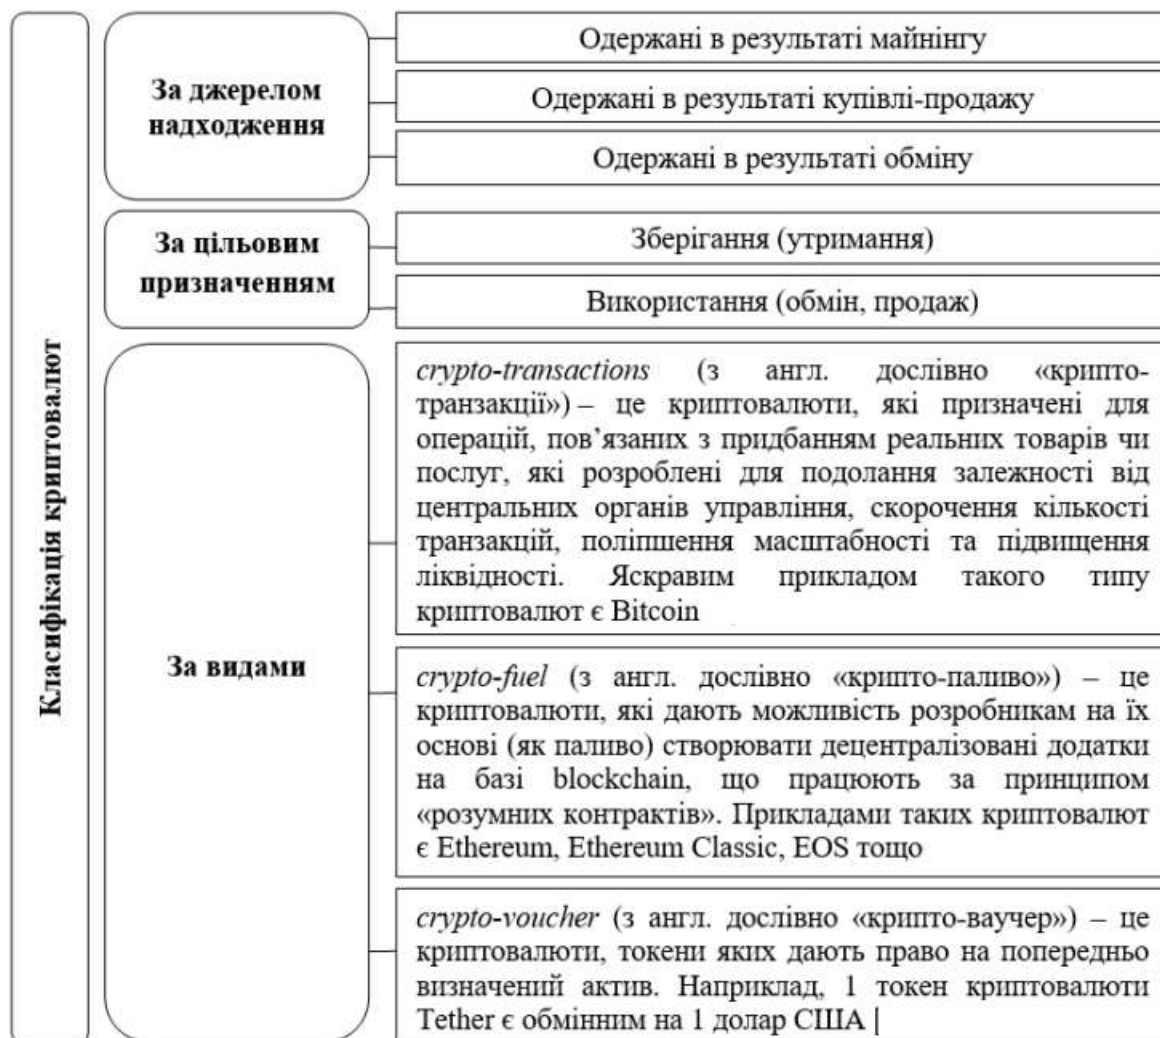 Класифікація криптовалют
За джерелом
надходження
Одержані в результаті майнінгу
Одержані в результаті купівлі-продажу
Одержані в результаті обміну
За цільовим
призначенням
Зберігання (утримання)
Використання (обмін, продаж)
За видами
crypto-transactions (з англ. дослівно «крипто-
транзакції») – це криптовалюти, які призначені для
операцій, пов’язаних з придбанням реальних товарів чи
послуг, які розроблені для подолання залежності від
центральних органів управління, скорочення кількості
транзакцій, поліпшення масштабності та підвищення
ліквідності. Яскравим прикладом такого типу
криптовалют є Bitcoin
crypto-fuel (з англ. дослівно «крипто-паливо») – це
криптовалюти, які дають можливість розробникам на їх
основі (як паливо) створювати децентралізовані додатки
на базі blockchain, що працюють за принципом
«розумних контрактів». Прикладами таких криптовалют
є Ethereum, Ethereum Classic, EOS тощо
crypto-voucher (з англ. дослівно «крипто-ваучер») – це
криптовалюти, токени яких дають право на попередньо
визначений актив. Наприклад, 1 токен криптовалюти
Tether є обмінним на 1 долар США